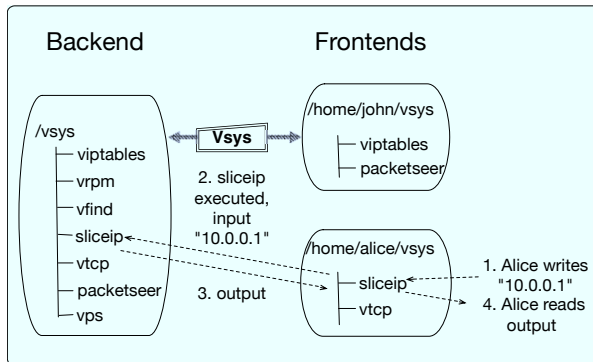 Backend
Frontends
/vsys
viptables
vrpm
vfind
sliceip
vtcp
packetseer
vps
Vsys
2. sliceip
executed,
input
"10.0.0.1"
3. output
/home/john/vsys
viptables
packetseer
/home/alice/vsys
sliceip
vtcp
1. Alice writes
"10.0.0.1"
4. Alice reads
output